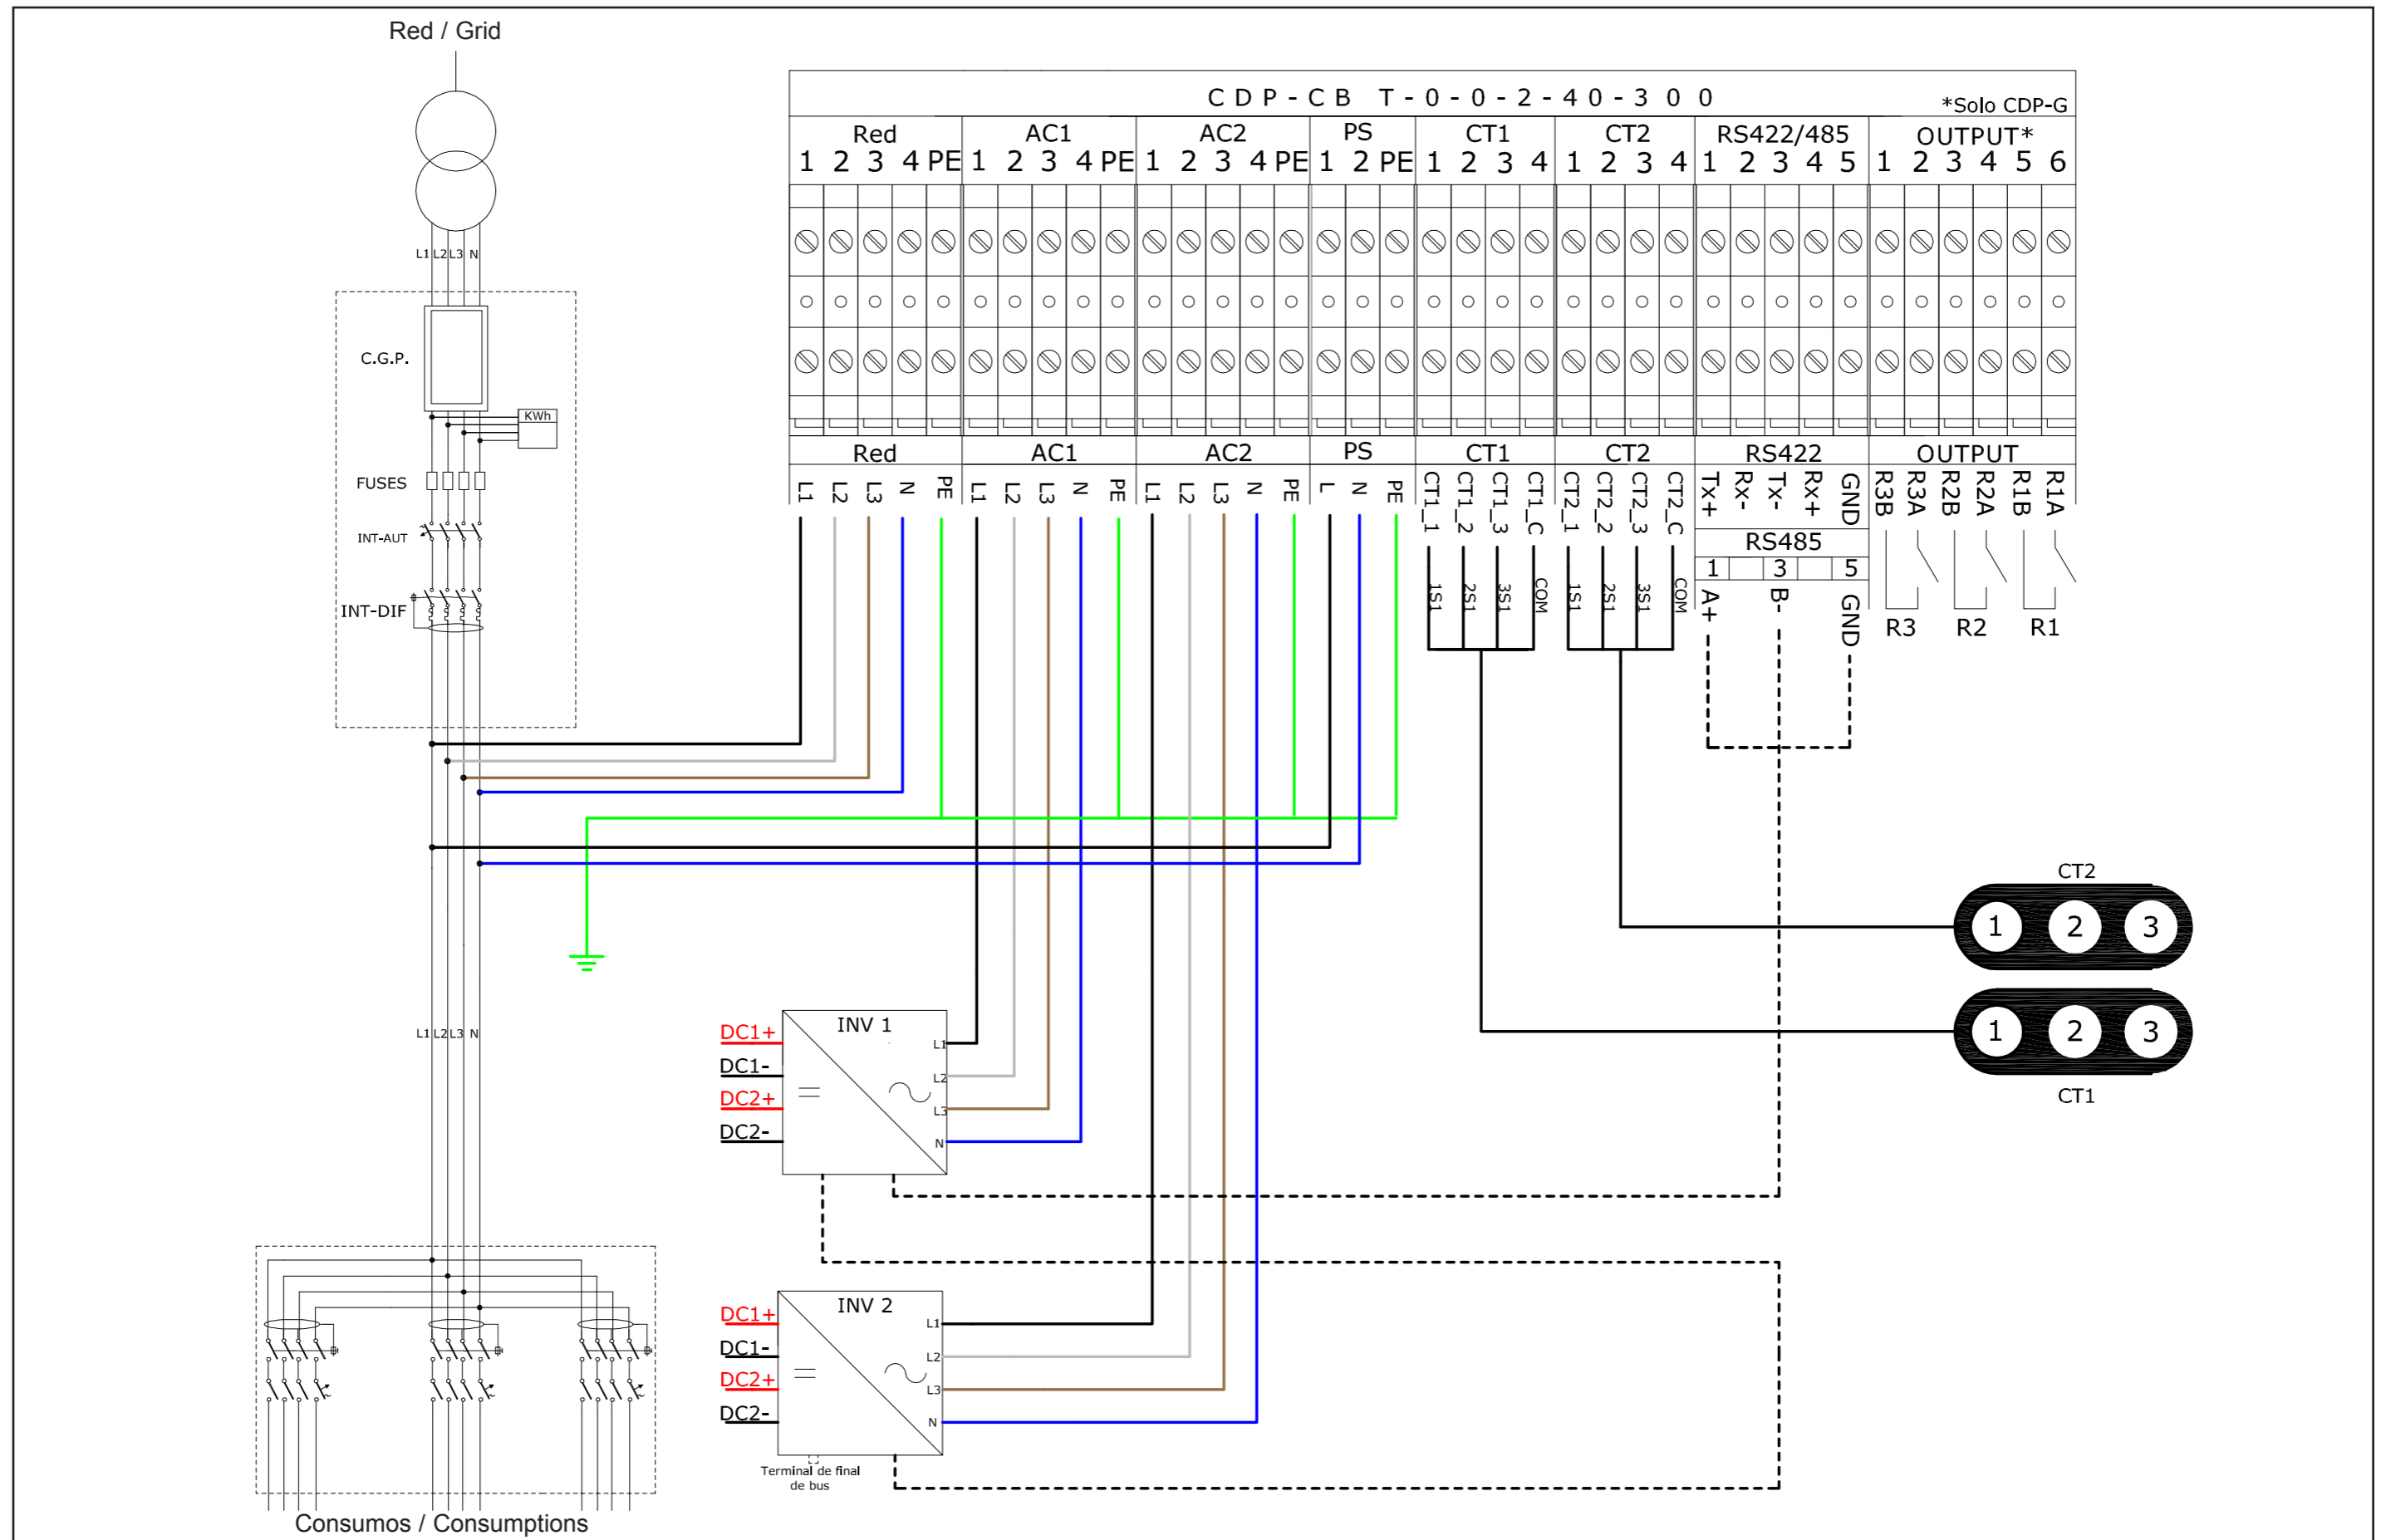 Red / Grid
L1 L2 L3 N
C.G.P.
KWh
FUSES
INT-AUT
INT-DIF
L1 L2 L3 N
Consumos / Consumptions
CDP-CB T-0-0-2-40-300
*Solo CDP-G
Red AC1 AC2 PS CT1 CT2 RS422/485 OUTPUT*
1 2 3 4 PE 1 2 3 4 PE 1 2 3 4 PE 1 2 PE 1 2 3 4 1 2 3 4 1 2 3 4 5 1 2 3 4 5 6
Red AC1 AC2 PS CT1 CT2 RS422 OUTPUT
L1 L2 L3 N PE L1 L2 L3 N PE L1 L2 L3 N PE L N PE CT1_1 CT1_2 CT1_3 CT1_C CT2_1 CT2_2 CT2_3 CT2_C Tx+ Rx- Tx- Rx+ GND R3B R3A R2B R2A R1B R1A
RS485
1 3 5
1S1 2S1 3S1 COM 1S1 2S1 3S1 COM A+ B- GND
R3 R2 R1
CT2
1 2 3
1 2 3
CT1
INV 1
DC1+
DC1-
DC2+
DC2-
L1
L2
L3
N
INV 2
DC1+
DC1-
DC2+
DC2-
L1
L2
L3
N
Terminal de final
de bus